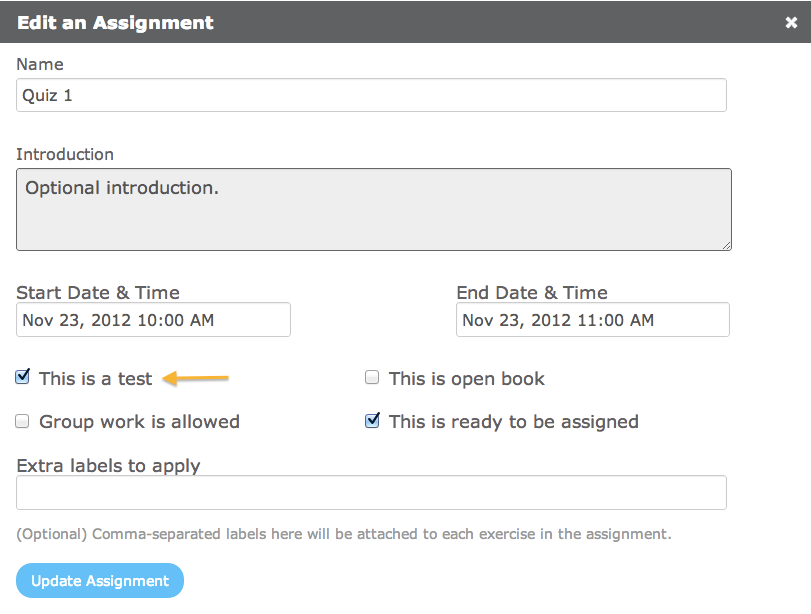 Edit an Assignment
Name
Quiz 1
Introduction
Optional introduction.
Start Date & Time
End Date & Time
Nov 23, 2012 10:00 AM
Nov 23, 2012 11:00 AM
This is a test
This is open book
Group work is allowed
This is ready to be assigned
Extra labels to apply
(Optional) Comma-separated labels here will be attached to each exercise in the assignment.
Update Assignment